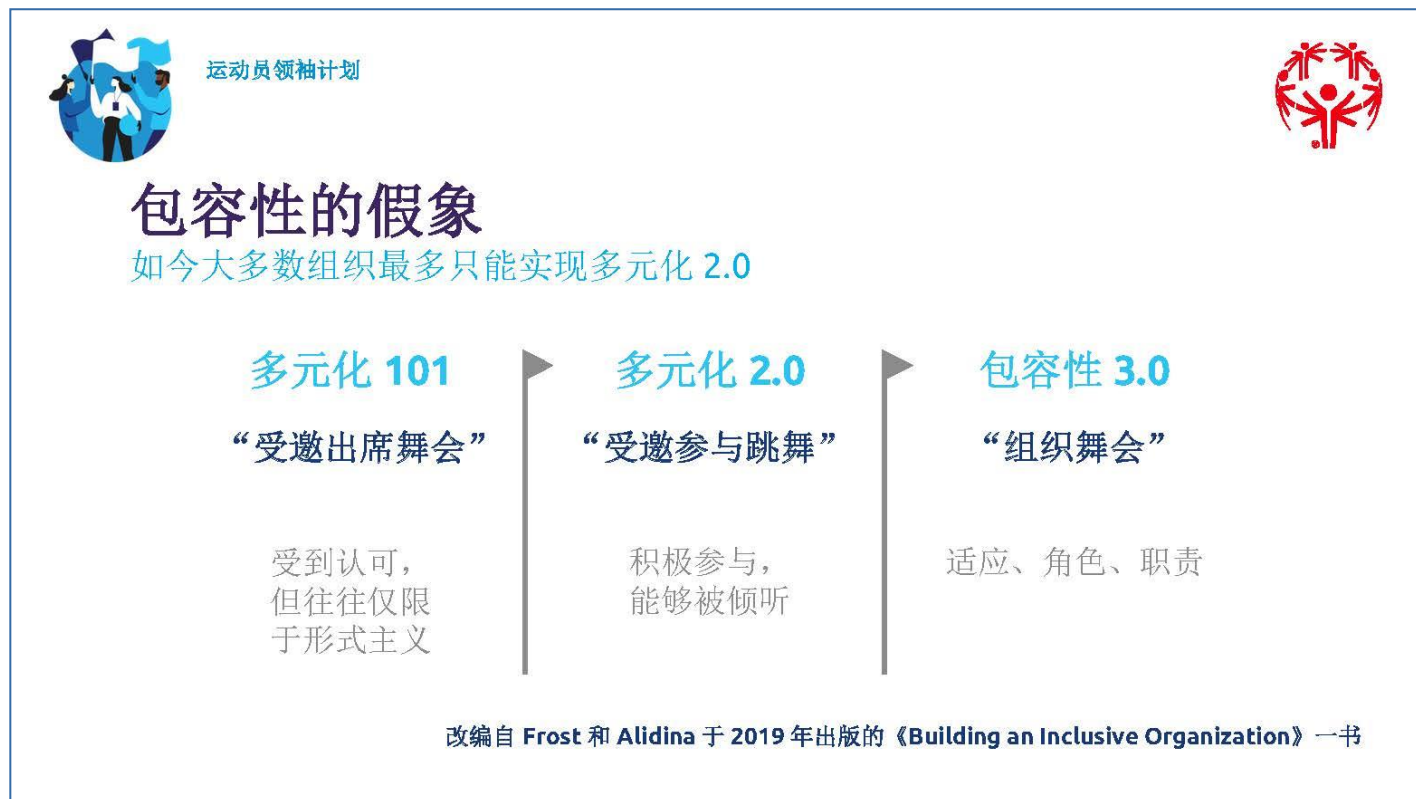 运动员领袖计划
包容性的假象
如今大多数组织最多只能实现多元化 2.0
多元化 101
“受邀出席舞会”
受到认可，
但往往仅限
于形式主义
多元化 2.0
“受邀参与跳舞”
积极参与，
能够被倾听
包容性 3.0
“组织舞会”
适应、角色、职责
改编自 Frost 和 Alidina 于 2019 年出版的《Building an Inclusive Organization》一书